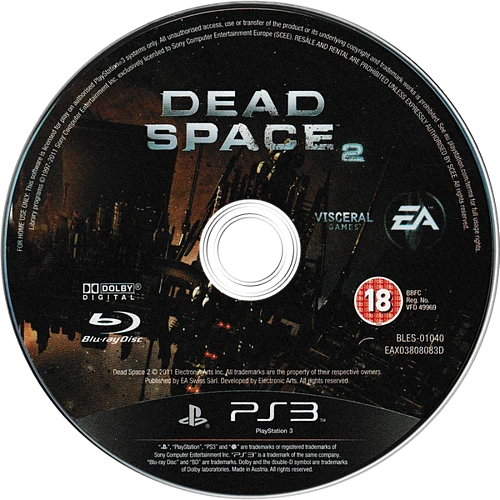 FOR HOME USE ONLY. This software is licensed for play on authorised PlayStation®3 systems only. All unauthorised access, use or transfer of the product or its underlying copyright and trademark works is prohibited. See eu.playstation.com/terms for full usage rights.
Library programs ©1997-2011 Sony Computer Entertainment Inc. exclusively licensed to Sony Computer Entertainment Europe (SCEE). RESALE AND RENTAL ARE PROHIBITED UNLESS EXPRESSLY AUTHORISED BY SCEE. All rights reserved.
DEAD
SPACE™ 2
VISCERAL
GAMES™
EA™
DOLBY®
DIGITAL
18
BBFC
Reg. No.
VFD 49969
Blu-ray Disc
BLES-01040
EAX03808083D
Dead Space 2 © 2011 Electronic Arts Inc. All trademarks are the property of their respective owners.
Published by EA Swiss Sàrl. Developed by Electronic Arts. All rights reserved.
PS3™
PlayStation 3
", "PlayStation", "PS3" and " " are trademarks or registered trademarks of
Sony Computer Entertainment Inc. "PS3" is a trademark of the same company.
"Blu-ray Disc" and "BD" are trademarks. Dolby and the double-D symbol are trademarks
of Dolby Laboratories. Made in Austria. All rights reserved.